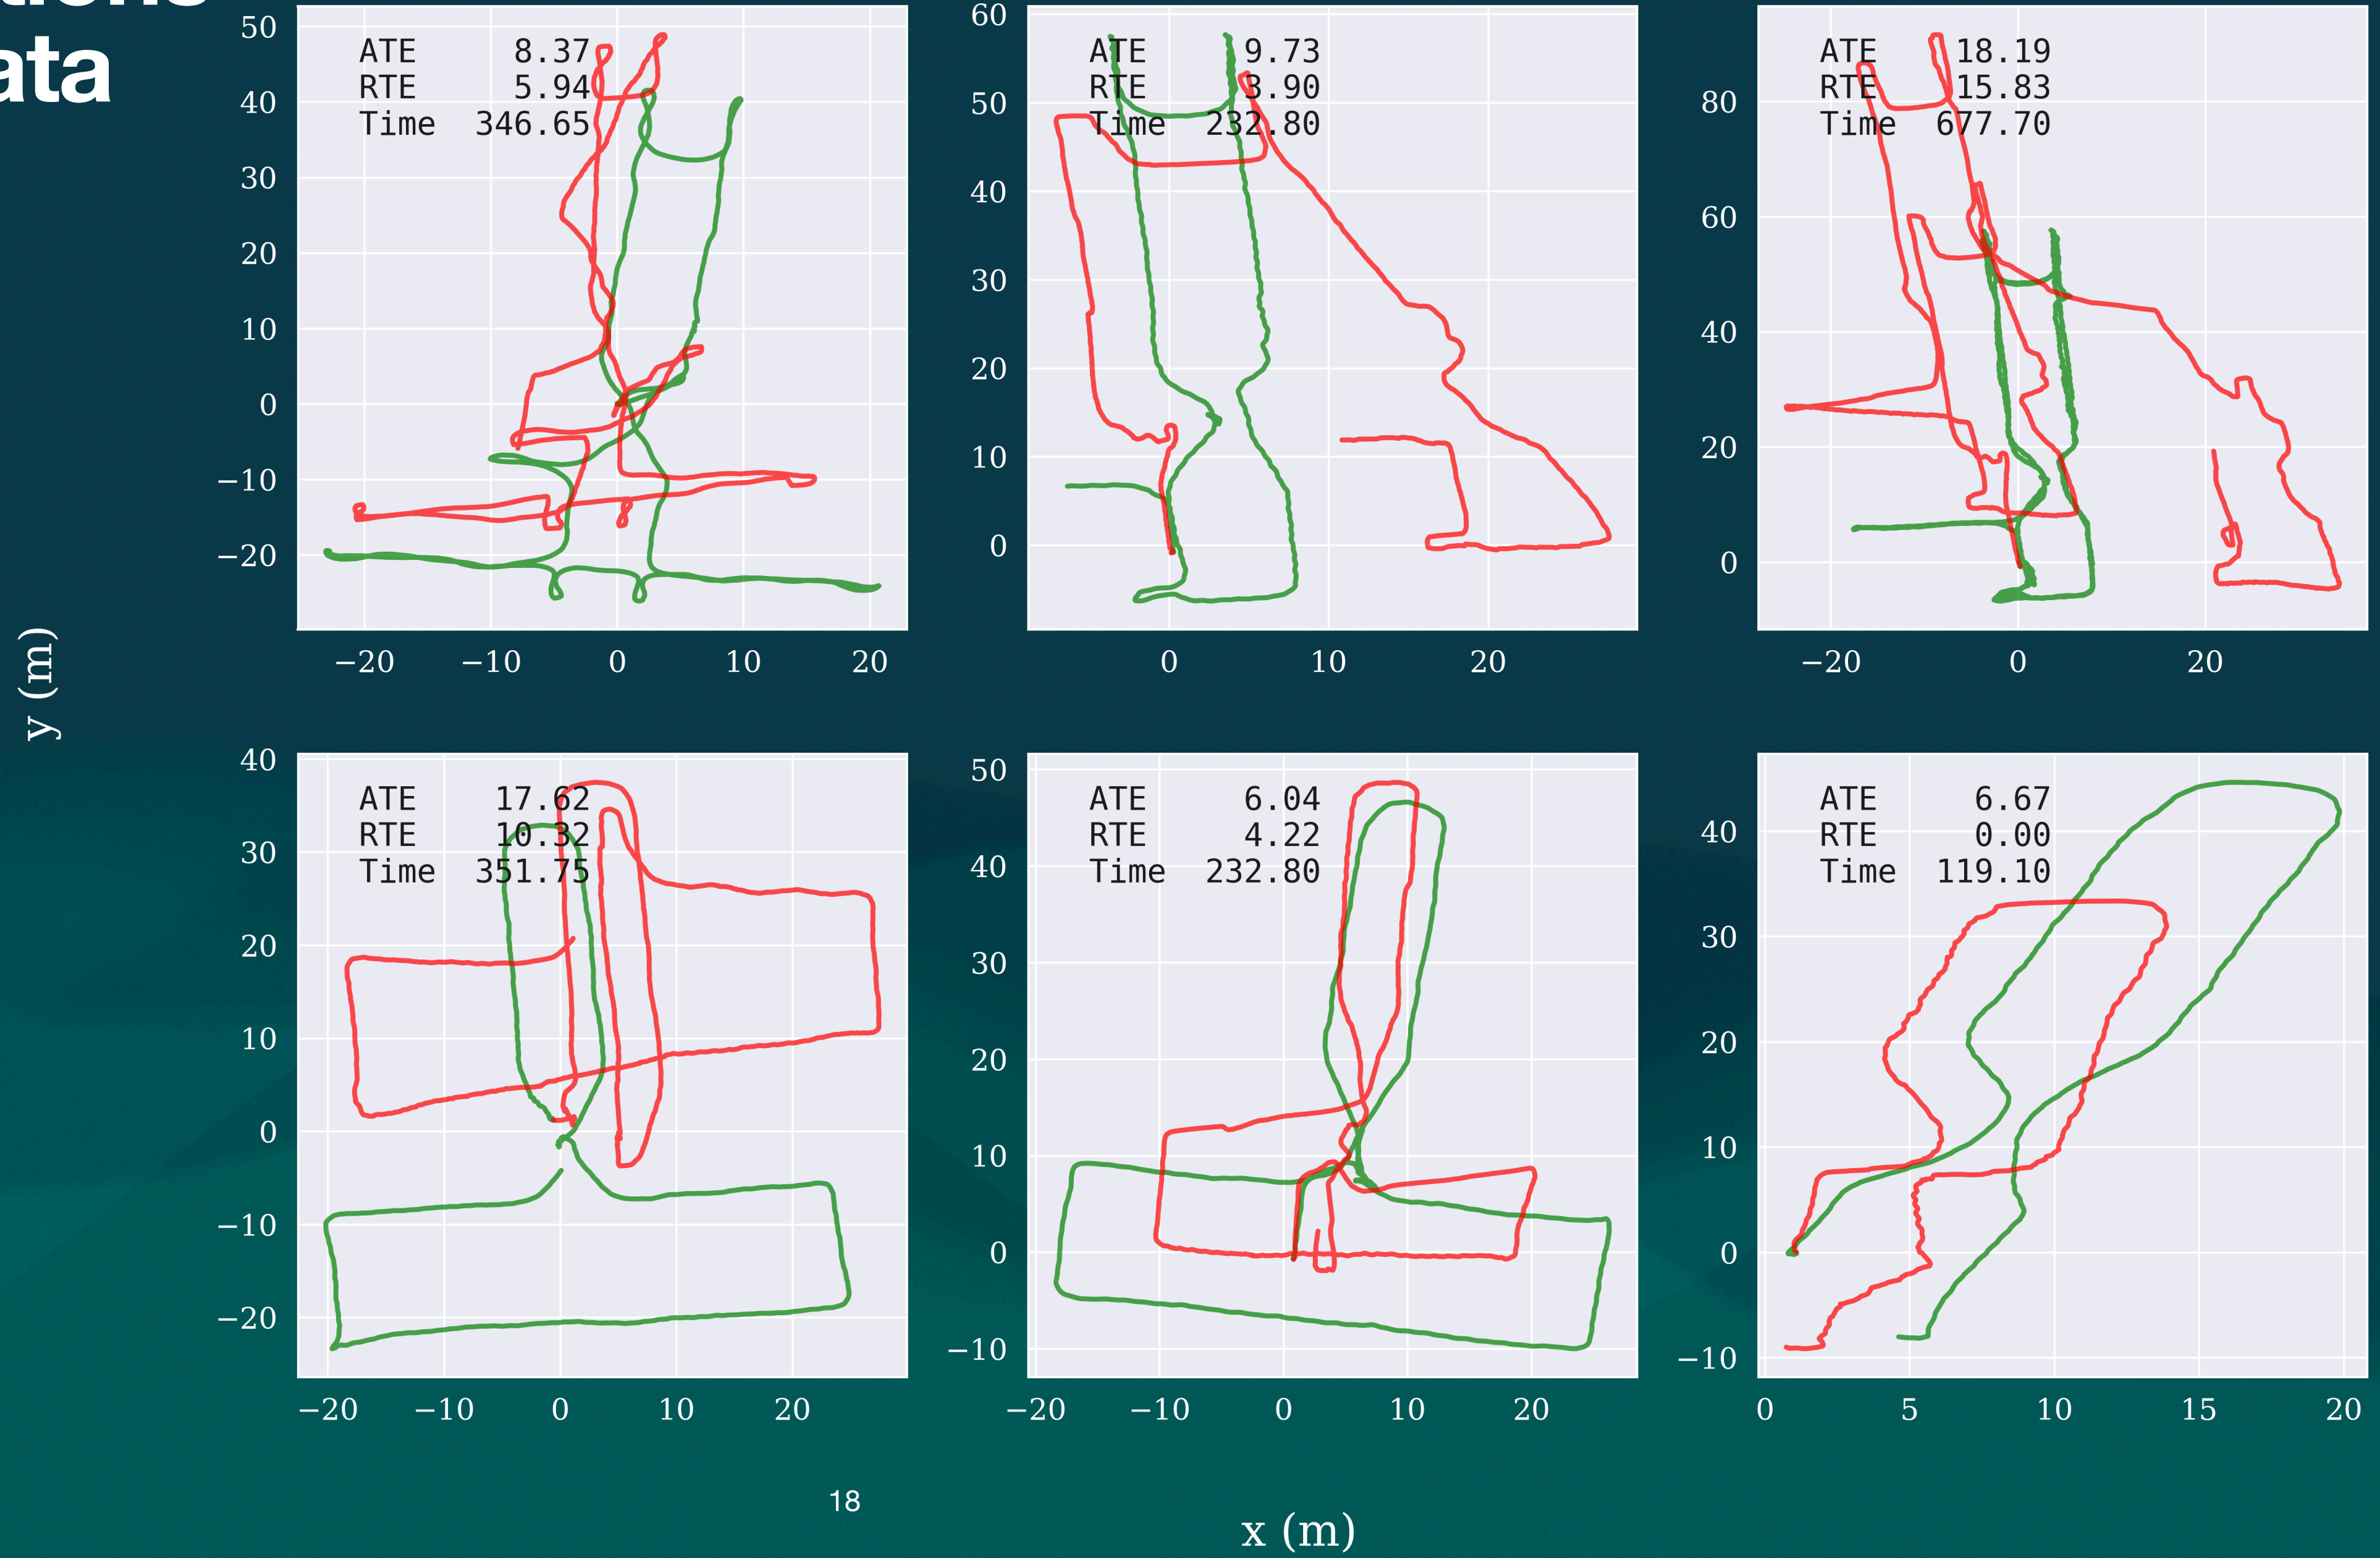 tions
ata
y (m)
50
40
30
20
10
0
−10
−20
ATE 8.37
RTE 5.94
Time 346.65
−20 −10 0 10 20
60
50
40
30
20
10
0
ATE 9.73
RTE 3.90
Time 232.80
0 10 20
80
60
40
20
0
ATE 18.19
RTE 15.83
Time 677.70
−20 0 20
40
30
20
10
0
−10
−20
ATE 17.62
RTE 10.32
Time 351.75
−20 −10 0 10 20
50
40
30
20
10
0
−10
ATE 6.04
RTE 4.22
Time 232.80
−20 −10 0 10 20
40
30
20
10
0
−10
ATE 6.67
RTE 0.00
Time 119.10
0 5 10 15 20
18
x (m)